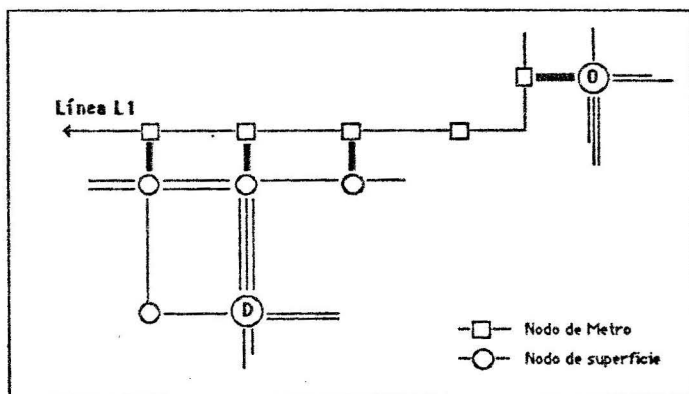 O
Línea L1
D
Nodo de Metro
Nodo de superficie